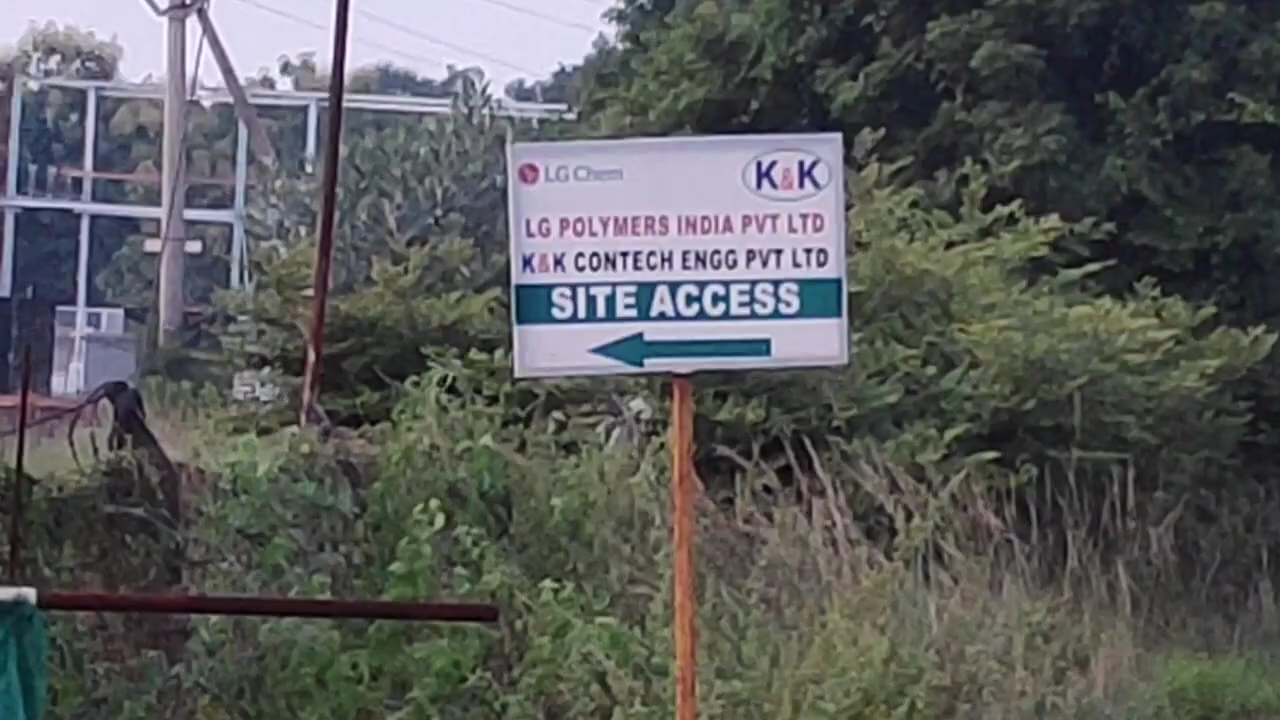 LG Chem K&K
LG POLYMERS INDIA PVT LTD
K&K CONTECH ENGG PVT LTD
SITE ACCESS